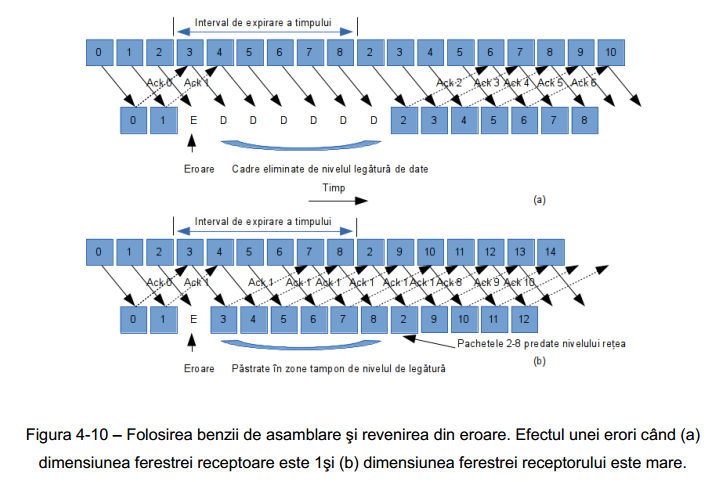 Interval de expirare a timpului
0 1 2 3 4 5 6 7 8 2 3 4 5 6 7 8 9 10
Ack 0 Ack 1 Ack 2 Ack 3 Ack 4 Ack 5 Ack 6
0 1 E D D D D D D 2 3 4 5 6 7 8
Eroare Cadre eliminate de nivelul legătură de date
Timp
(a)
Interval de expirare a timpului
0 1 2 3 4 5 6 7 8 2 9 10 11 12 13 14
Ack 0 Ack 1 Ack 1 Ack 1 Ack 1 Ack 1 Ack 1 Ack 1 Ack 8 Ack 9 Ack 10
0 1 E 3 4 5 6 7 8 2 9 10 11 12
Pachetele 2-8 predate nivelului rețea
Eroare Păstrate în zone tampon de nivelul de legătură
(b)
Figura 4-10 – Folosirea benzii de asamblare şi revenirea din eroare. Efectul unei erori când (a)
dimensiunea ferestrei receptoare este 1şi (b) dimensiunea ferestrei receptorului este mare.